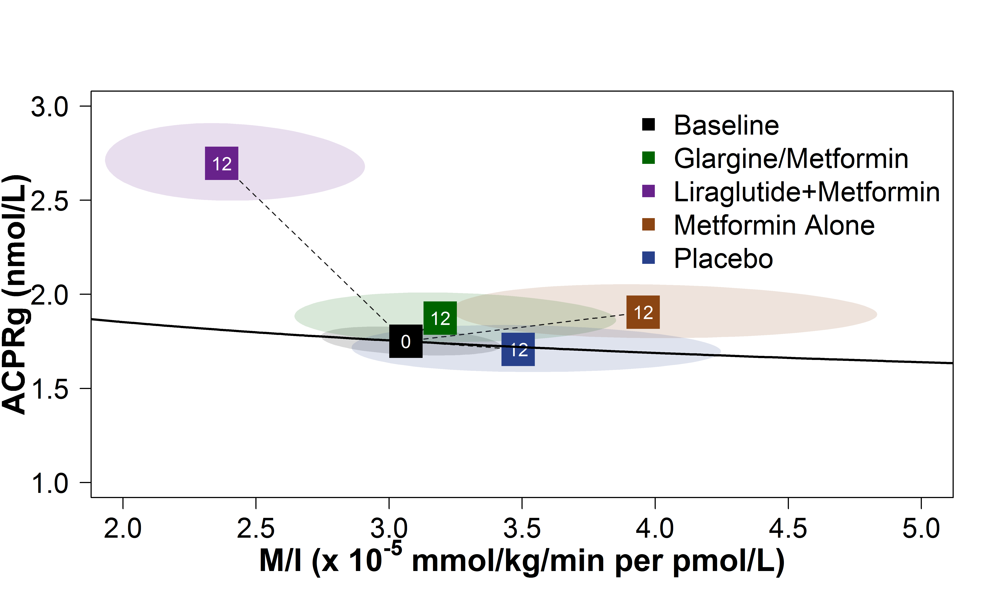 3.0
2.5
2.0
1.5
1.0
ACPRg (nmol/L)
Baseline
Glargine/Metformin
Liraglutide+Metformin
Metformin Alone
Placebo
12
12
12
0
12
2.0 2.5 3.0 3.5 4.0 4.5 5.0
M/I (x 10⁻⁵ mmol/kg/min per pmol/L)